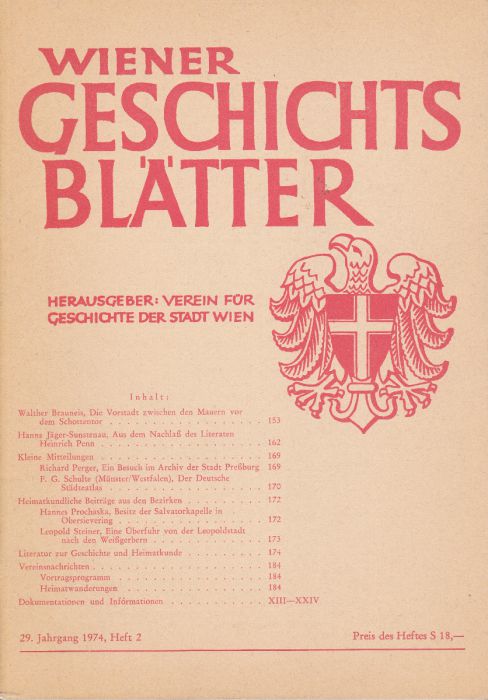 WIENER
GESCHICHTS
BLÄTTER
HERAUSGEBER: VEREIN FÜR
GESCHICHTE DER STADT WIEN
Inhalt:
Walther Brauneis, Die Vorstadt zwischen den Mauern vor
dem Schottentor . . . . . . . . . . . . . . . . . . 153
Hanns Jäger-Sunstenau, Aus dem Nachlaß des Literaten
Heinrich Penn . . . . . . . . . . . . . . . . . . . 162
Kleine Mitteilungen . . . . . . . . . . . . . . . . . 169
Richard Perger, Ein Besuch im Archiv der Stadt Preßburg 169
F. G. Schulte (Münster/Westfalen), Der Deutsche
Städteatlas . . . . . . . . . . . . . . . . . . 170
Heimatkundliche Beiträge aus den Bezirken . . . . . . . 172
Hannes Prochaska, Besitz der Salvatorkapelle in
Obersievering . . . . . . . . . . . . . . . . . 172
Leopold Steiner, Eine Überfuhr von der Leopoldstadt
nach den Weißgerbern . . . . . . . . . . . . . . 173
Literatur zur Geschichte und Heimatkunde . . . . . . . 174
Vereinsnachrichten . . . . . . . . . . . . . . . . . 184
Vortragsprogramm . . . . . . . . . . . . . . . . 184
Heimatwanderungen . . . . . . . . . . . . . . . 184
Dokumentationen und Informationen . . . . . . . . . XIII—XXIV
29. Jahrgang 1974, Heft 2
Preis des Heftes S 18,—